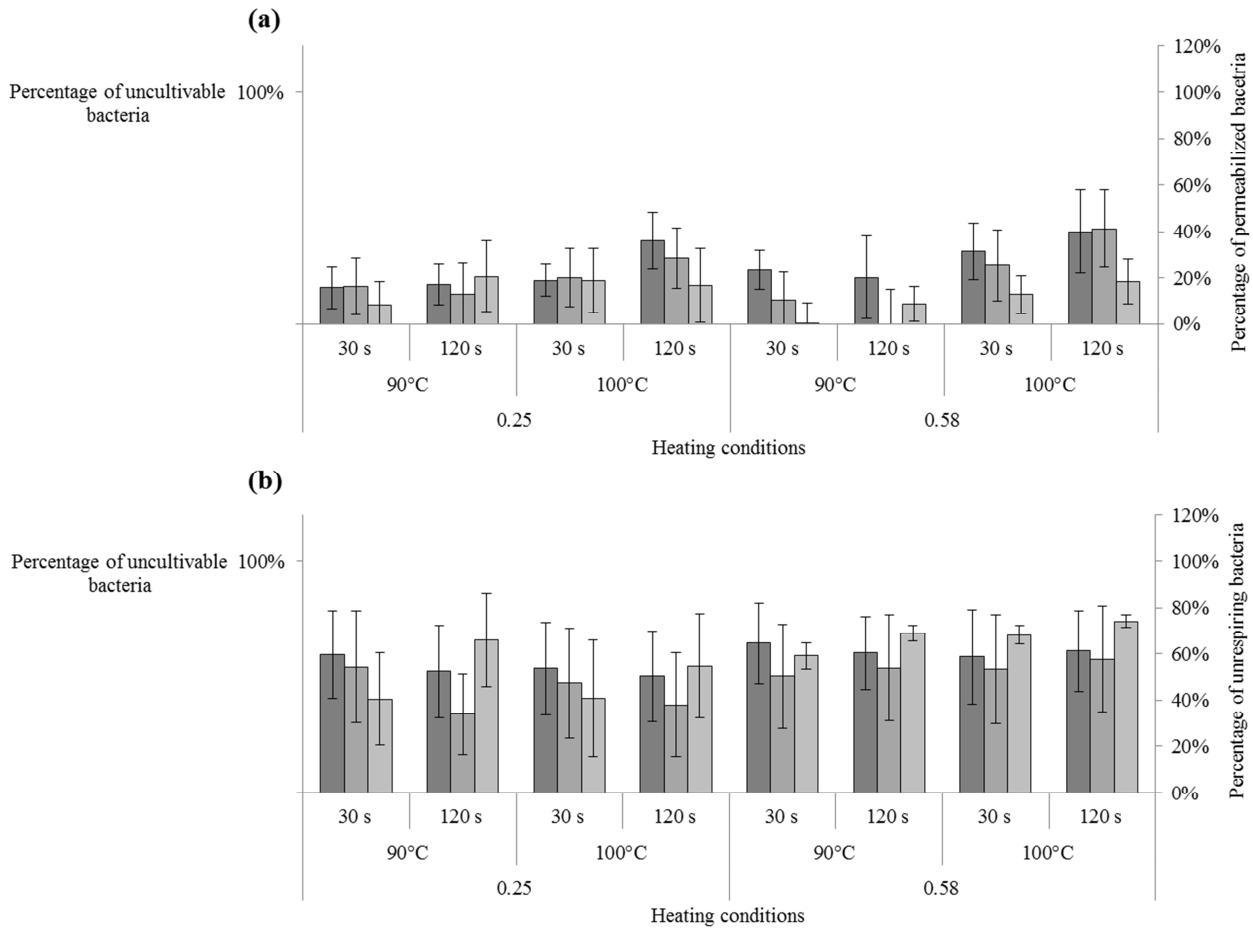 (a)
Percentage of uncultivable
bacteria
100%
120%
100%
80%
60%
40%
20%
0%
Percentage of permeabilized bacetria
30 s 120 s 30 s 120 s 30 s 120 s 30 s 120 s
90°C 100°C 90°C 100°C
0.25 0.58
Heating conditions
(b)
Percentage of uncultivable
bacteria
100%
120%
100%
80%
60%
40%
20%
0%
Percentage of unrespiring bacteria
30 s 120 s 30 s 120 s 30 s 120 s 30 s 120 s
90°C 100°C 90°C 100°C
0.25 0.58
Heating conditions